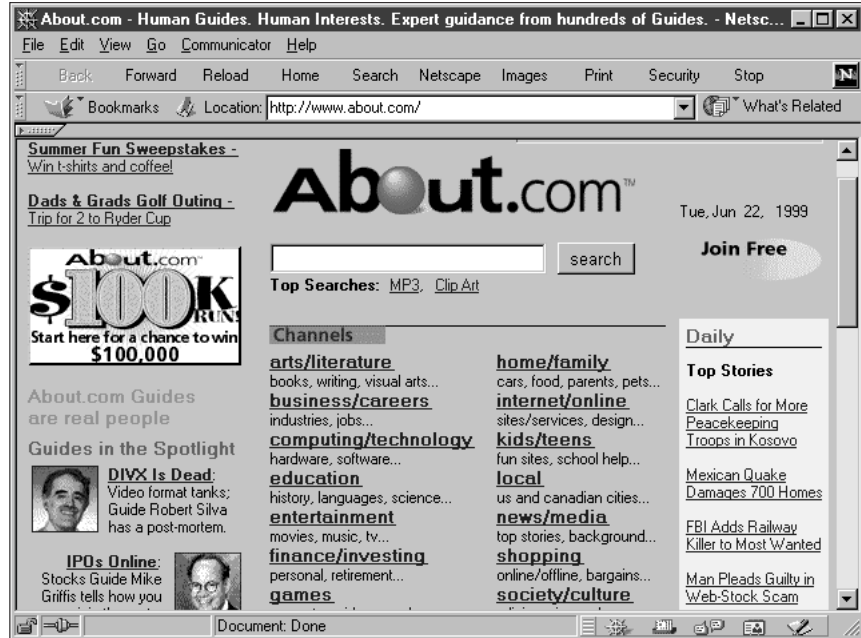 About.com - Human Guides. Human Interests. Expert guidance from hundreds of Guides. - Netsc...
File Edit View Go Communicator Help
Back Forward Reload Home Search Netscape Images Print Security Stop
N
Bookmarks Location: http://www.about.com/ What's Related
Summer Fun Sweepstakes -
Win t-shirts and coffee!
Dads & Grads Golf Outing -
Trip for 2 to Ryder Cup
About.com
$100K
RUN!
Start here for a chance to win
$100,000
About.com Guides
are real people
Guides in the Spotlight
DIVX Is Dead:
Video format tanks;
Guide Robert Silva
has a post-mortem.
IPOs Online:
Stocks Guide Mike
Griffis tells how you
About.com™
search
Top Searches: MP3, Clip Art
Channels
arts/literature
books, writing, visual arts...
business/careers
industries, jobs...
computing/technology
hardware, software...
education
history, languages, science...
entertainment
movies, music, tv...
finance/investing
personal, retirement...
games
home/family
cars, food, parents, pets...
internet/online
sites/services, design...
kids/teens
fun sites, school help...
local
us and canadian cities...
news/media
top stories, background...
shopping
online/offline, bargains...
society/culture
Tue, Jun 22, 1999
Join Free
Daily
Top Stories
Clark Calls for More
Peacekeeping
Troops in Kosovo
Mexican Quake
Damages 700 Homes
FBI Adds Railway
Killer to Most Wanted
Man Pleads Guilty in
Web-Stock Scam
Document: Done